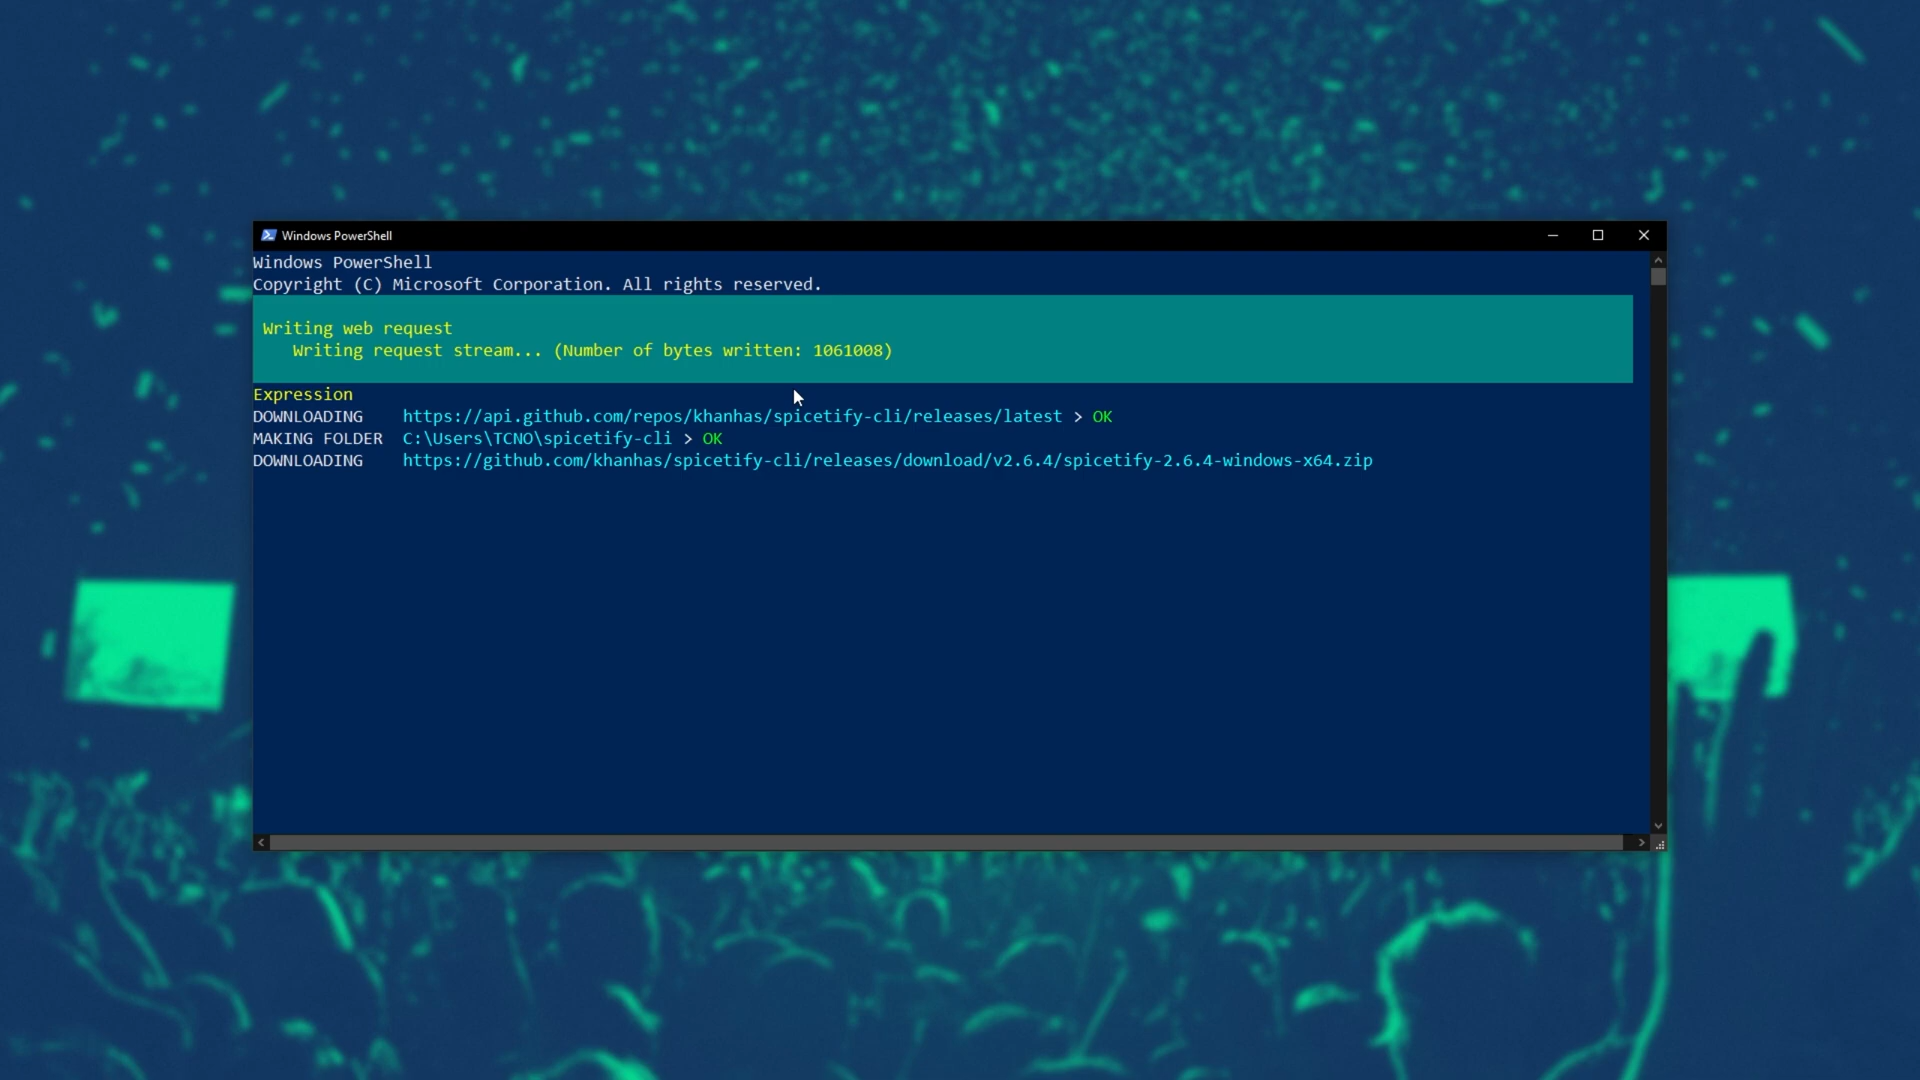 Windows PowerShell
Windows PowerShell
Copyright (C) Microsoft Corporation. All rights reserved.
Writing web request
Writing request stream... (Number of bytes written: 1061008)
Expression
DOWNLOADING    https://api.github.com/repos/khanhas/spicetify-cli/releases/latest > OK
MAKING FOLDER  C:\Users\TCNO\spicetify-cli > OK
DOWNLOADING    https://github.com/khanhas/spicetify-cli/releases/download/v2.6.4/spicetify-2.6.4-windows-x64.zip